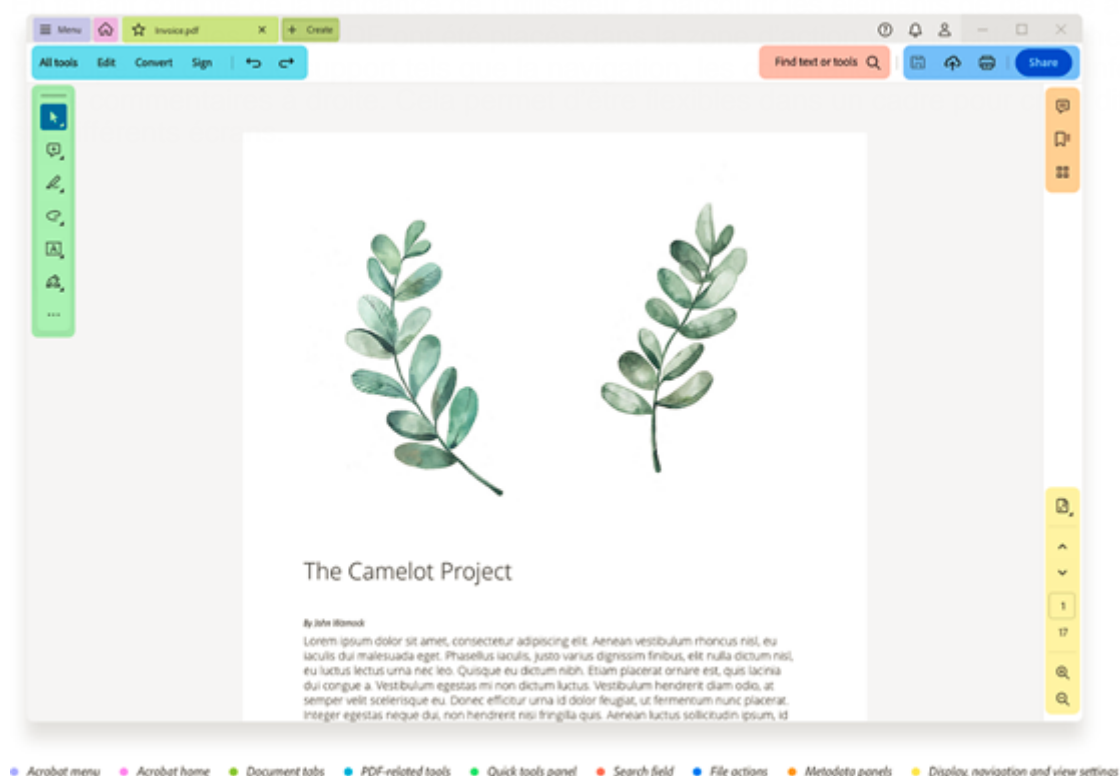 Menu
Invoice.pdf
+ Create
All tools Edit Convert Sign
Find text or tools
Share
1
17
The Camelot Project
By John Warnock
Lorem ipsum dolor sit amet, consectetur adipiscing elit. Aenean vestibulum rhoncus nisl, eu
iaculis dui malesuada eget. Phasellus iaculis, justo varius dignissim finibus, elit nulla dictum nisl,
eu luctus lectus urna nec leo. Quisque eu dictum nibh. Etiam placerat ornare est, quis lacinia
dui congue a. Vestibulum egestas mi non dictum luctus. Vestibulum hendrerit diam odio, at
semper velit scelerisque eu. Donec efficitur urna id dolor feugiat, ut fermentum nunc placerat.
Integer egestas neque dui, non hendrerit nisi fringilla quis. Aenean luctus sollicitudin ipsum, id
Acrobat menu Acrobat home Document tabs PDF-related tools Quick tools panel Search field File actions Metadata panels Display, navigation and view settings